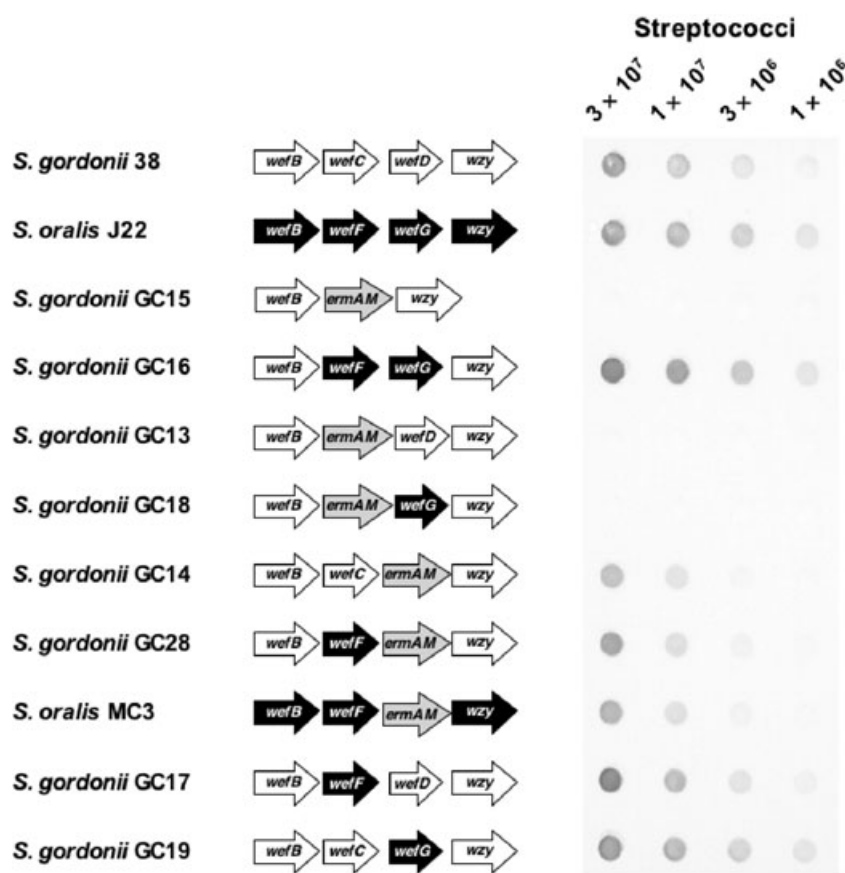 Streptococci
3 × 10⁷ 1 × 10⁷ 3 × 10⁶ 1 × 10⁶
S. gordonii 38 wefB wefC wefD wzy
S. oralis J22 wefB wefF wefG wzy
S. gordonii GC15 wefB ermAM wzy
S. gordonii GC16 wefB wefF wefG wzy
S. gordonii GC13 wefB ermAM wefD wzy
S. gordonii GC18 wefB ermAM wefG wzy
S. gordonii GC14 wefB wefC ermAM wzy
S. gordonii GC28 wefB wefF ermAM wzy
S. oralis MC3 wefB wefF ermAM wzy
S. gordonii GC17 wefB wefF wefD wzy
S. gordonii GC19 wefB wefC wefG wzy